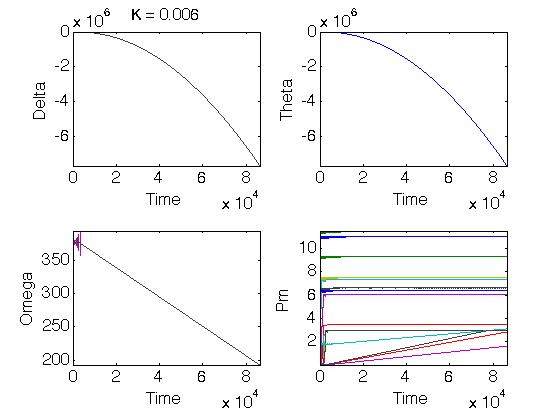 x 10^6
K = 0.006
x 10^6
0
-2
-4
-6
Delta
0 2 4 6 8
Time
x 10^4
0
-2
-4
-6
Theta
0 2 4 6 8
Time
x 10^4
350
300
250
200
Omega
0 2 4 6 8
Time
x 10^4
10
8
6
4
2
Pm
0 2 4 6 8
Time
x 10^4